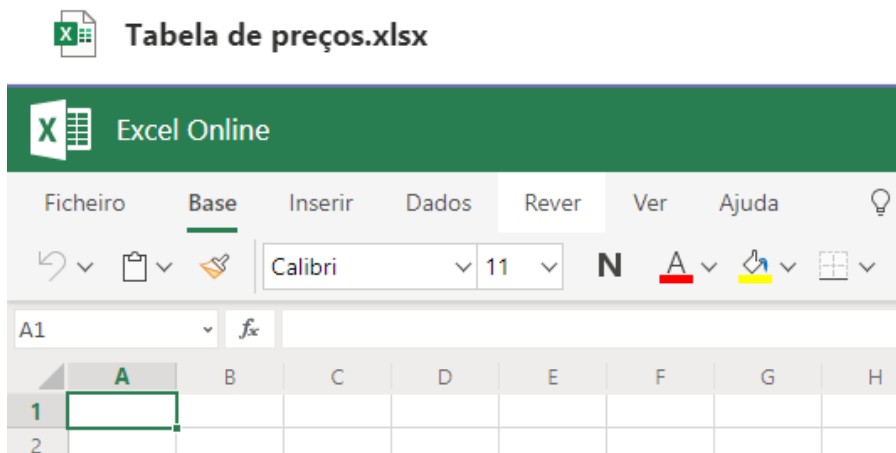 Tabela de preços.xlsx
Excel Online
Ficheiro Base Inserir Dados Rever Ver Ajuda
Calibri 11 N A
A1 fx
A B C D E F G H
1
2